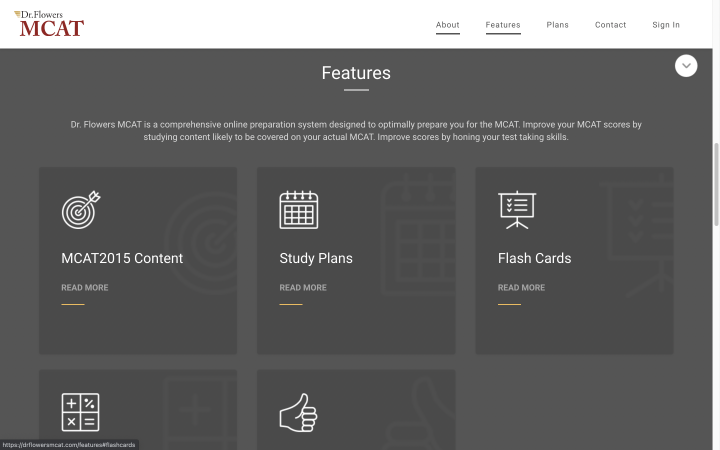 Dr.Flowers
MCAT
About
Features
Plans
Contact
Sign In
Features
Dr. Flowers MCAT is a comprehensive online preparation system designed to optimally prepare you for the MCAT. Improve your MCAT scores by
studying content likely to be covered on your actual MCAT. Improve scores by honing your test taking skills.
MCAT2015 Content
READ MORE
Study Plans
READ MORE
Flash Cards
READ MORE
https://drflowersmcat.com/features#flashcards